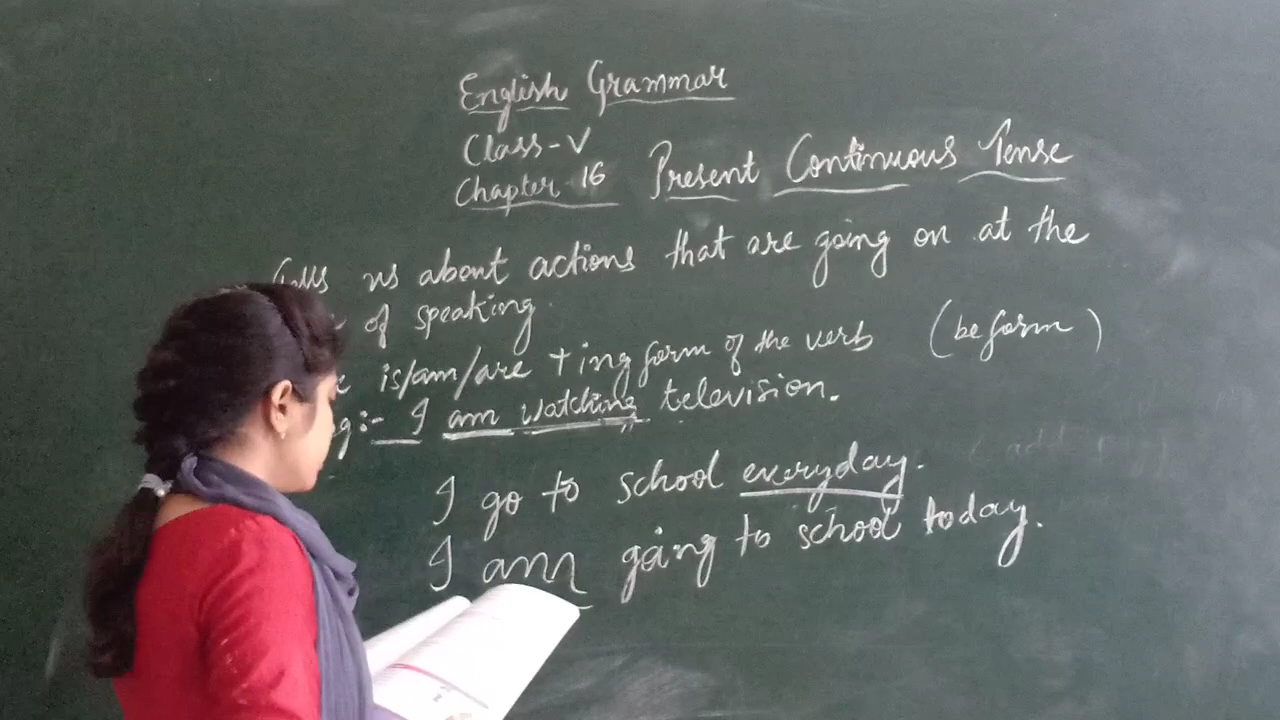 English Grammar
Class-V
Chapter 16 Present Continuous Tense
Tells us about actions that are going on at the
of speaking.
is/am/are + ing form of the verb (be form)
I am watching television.
I go to school everyday.
I am going to school today.